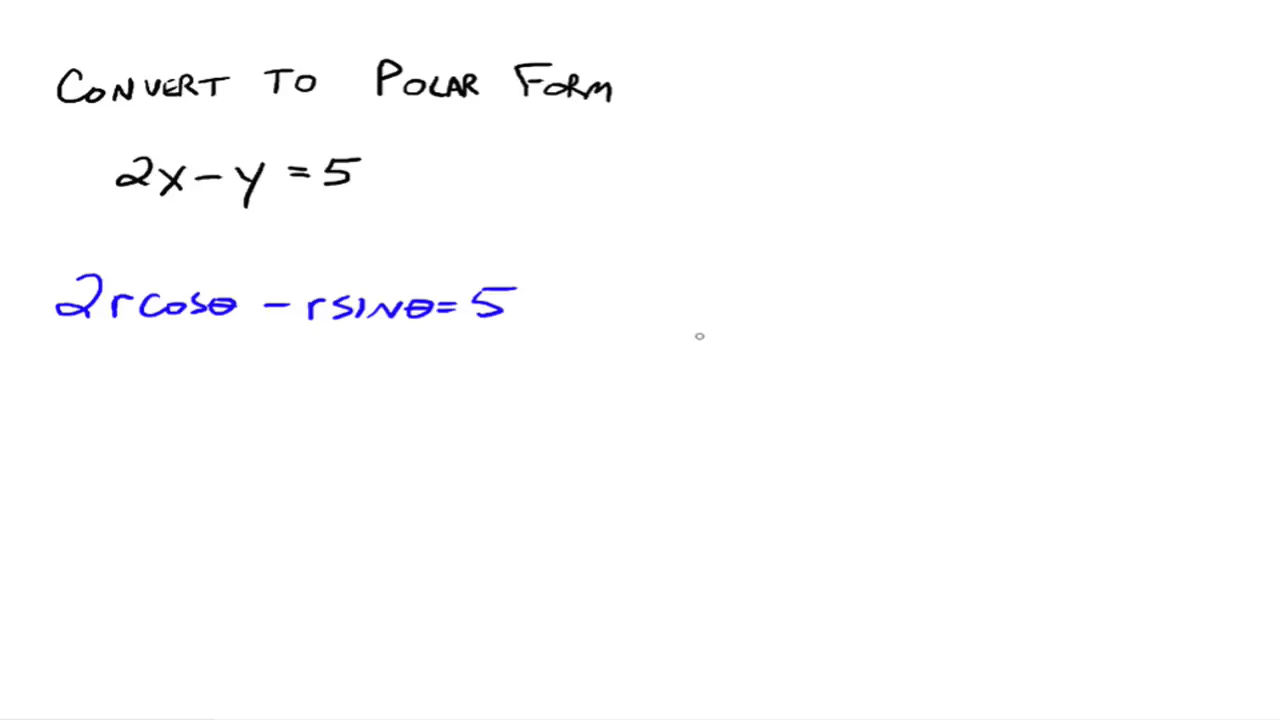 CONVERT TO POLAR FORM
2x - y = 5
2rcosθ - rsinθ = 5